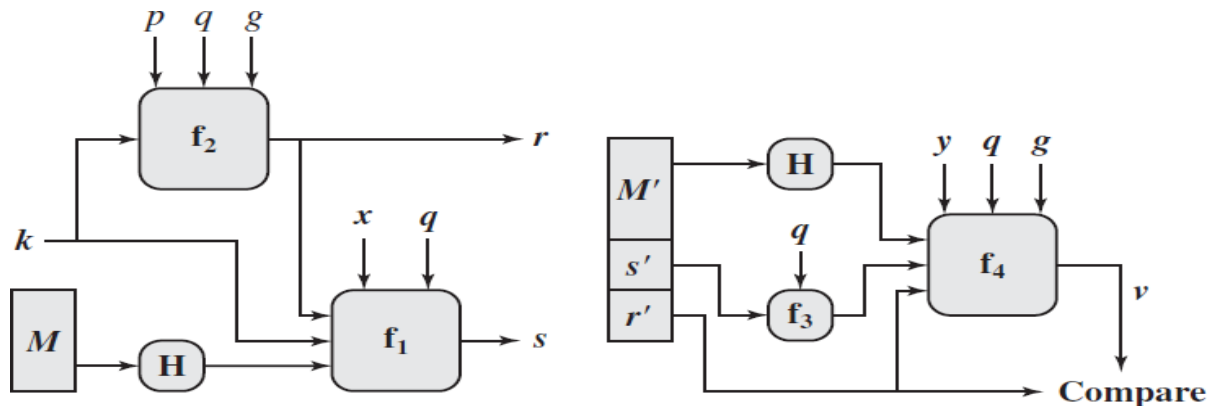 p q g
f₂
r
k
x q
M
H
f₁
s
M′
H
y q g
q
s′
f₃
f₄
r′
v
Compare